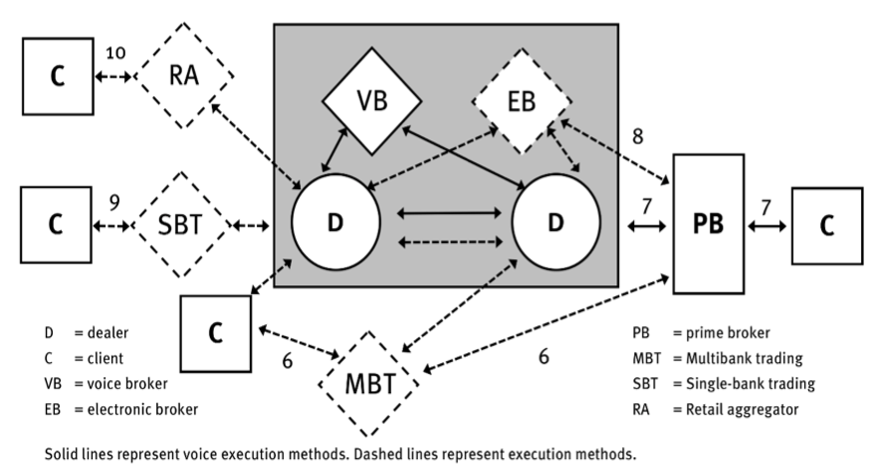 C
10
RA
VB
EB
8
C
9
SBT
D
D
7
PB
7
C
C
6
MBT
6
D = dealer
C = client
VB = voice broker
EB = electronic broker
PB = prime broker
MBT = Multibank trading
SBT = Single-bank trading
RA = Retail aggregator
Solid lines represent voice execution methods. Dashed lines represent execution methods.